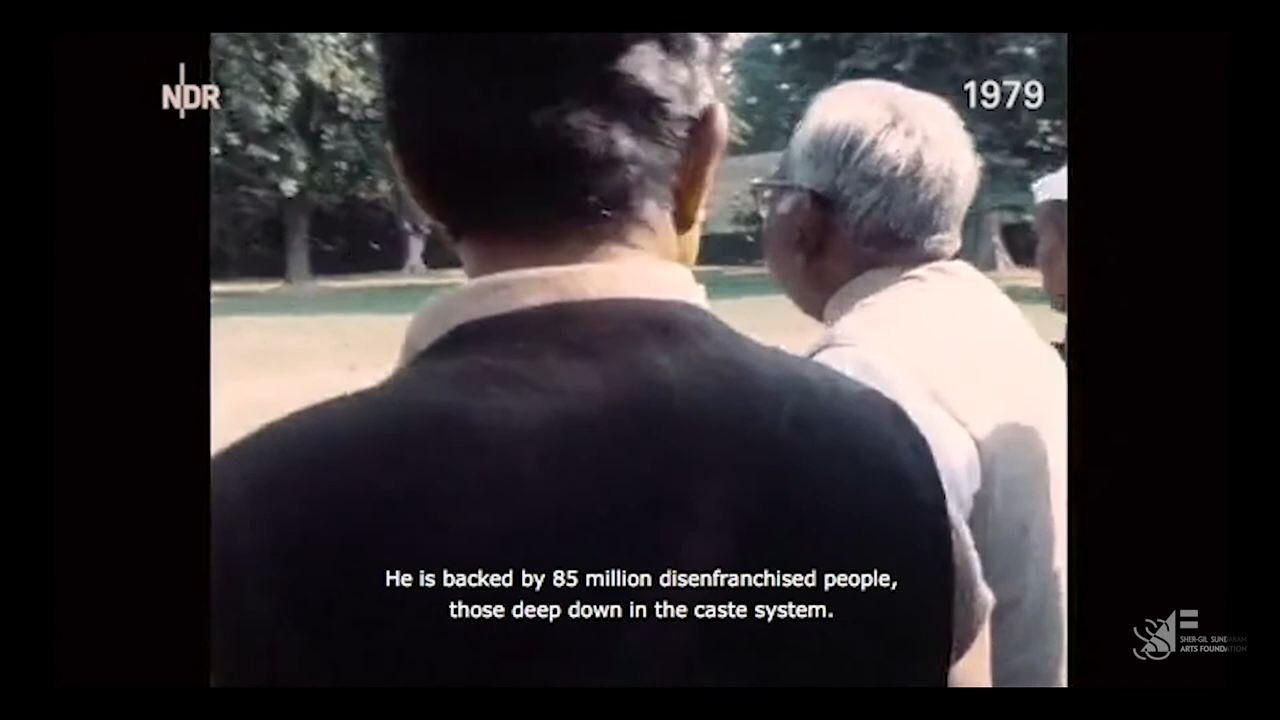 NDR
1979
He is backed by 85 million disenfranchised people,
those deep down in the caste system.
SHER-GIL SUNDARAM
ARTS FOUNDATION